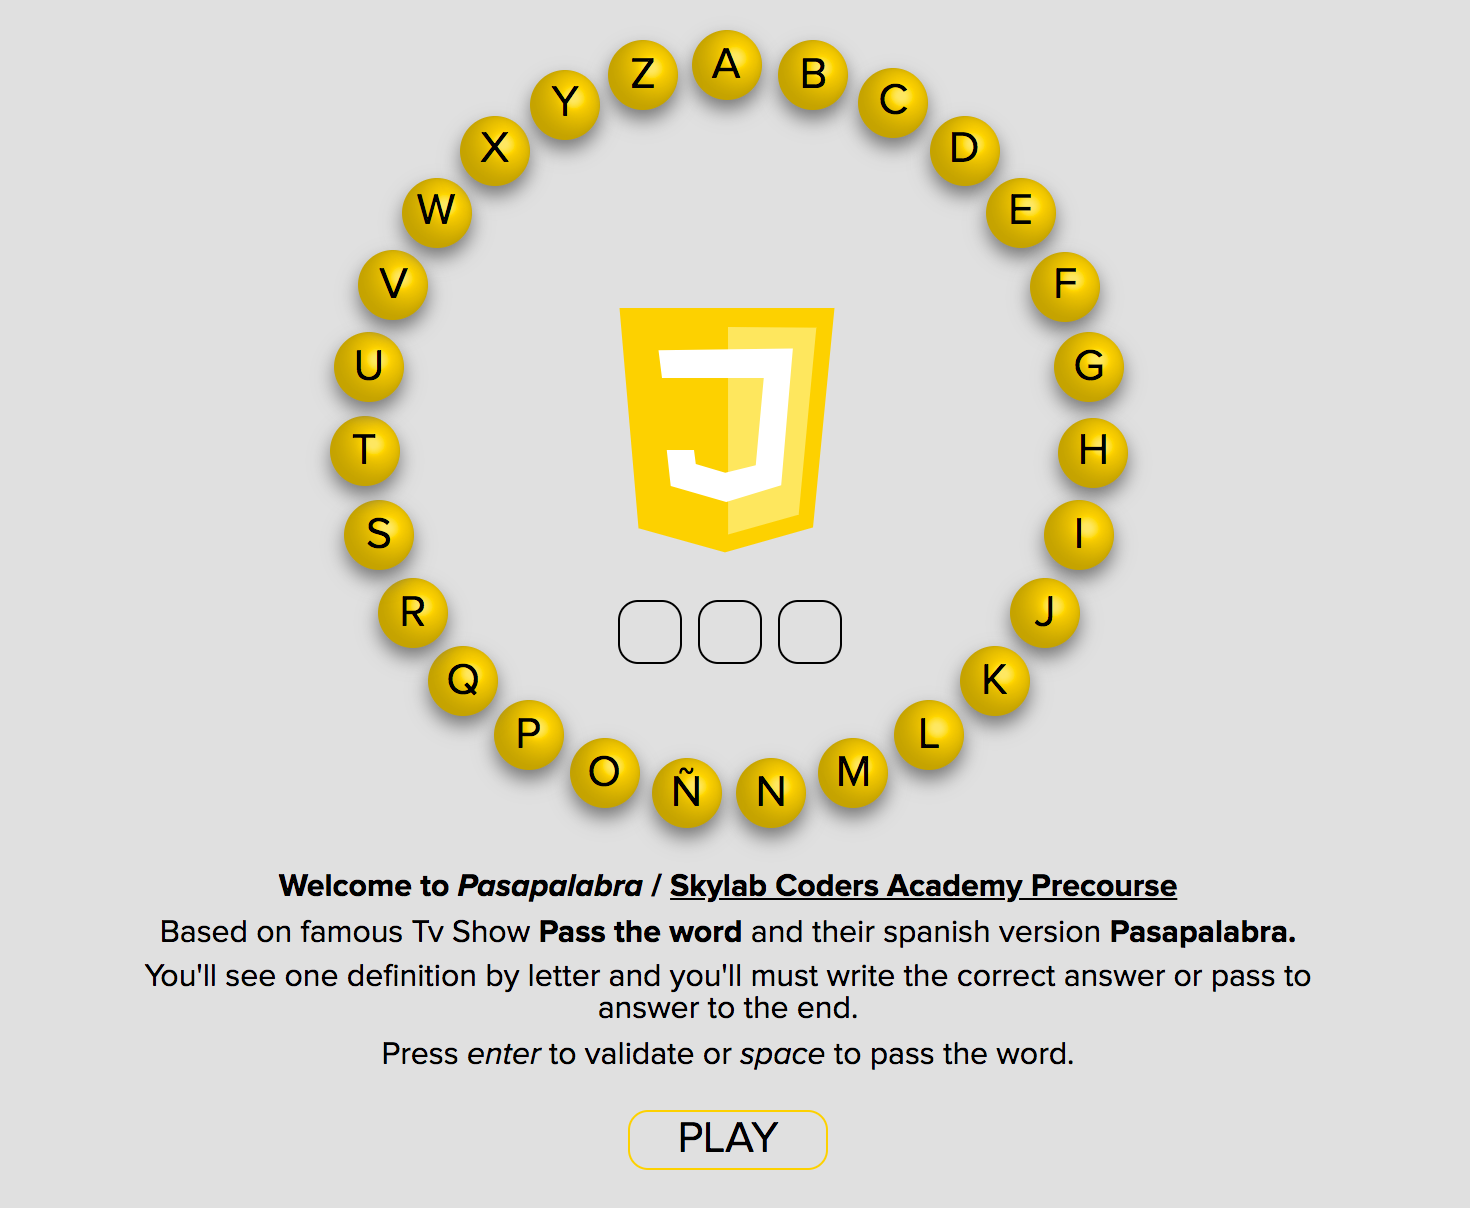 A
B
C
D
E
F
G
H
I
J
K
L
M
N
Ñ
O
P
Q
R
S
T
U
V
W
X
Y
Z
J
Welcome to Pasapalabra / Skylab Coders Academy Precourse
Based on famous Tv Show Pass the word and their spanish version Pasapalabra.
You'll see one definition by letter and you'll must write the correct answer or pass to
answer to the end.
Press enter to validate or space to pass the word.
PLAY